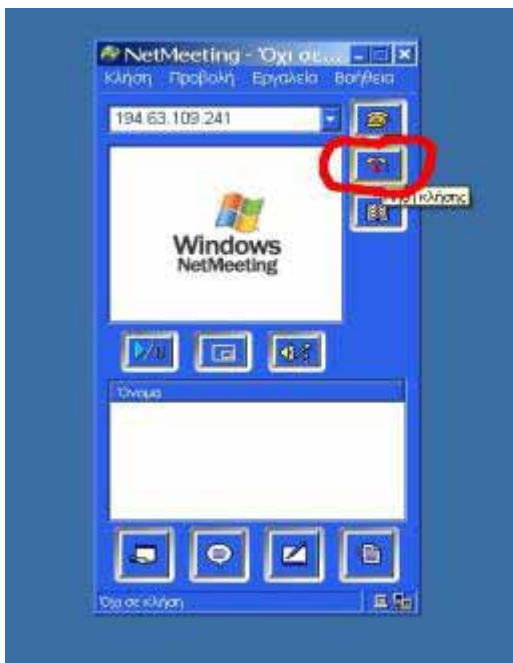 NetMeeting - Όχι σε...
Κλήση Προβολή Εργαλεία Βοήθεια
194.63.109.241
κλήσης
Windows
NetMeeting
Όνομα
Όχι σε κλήση